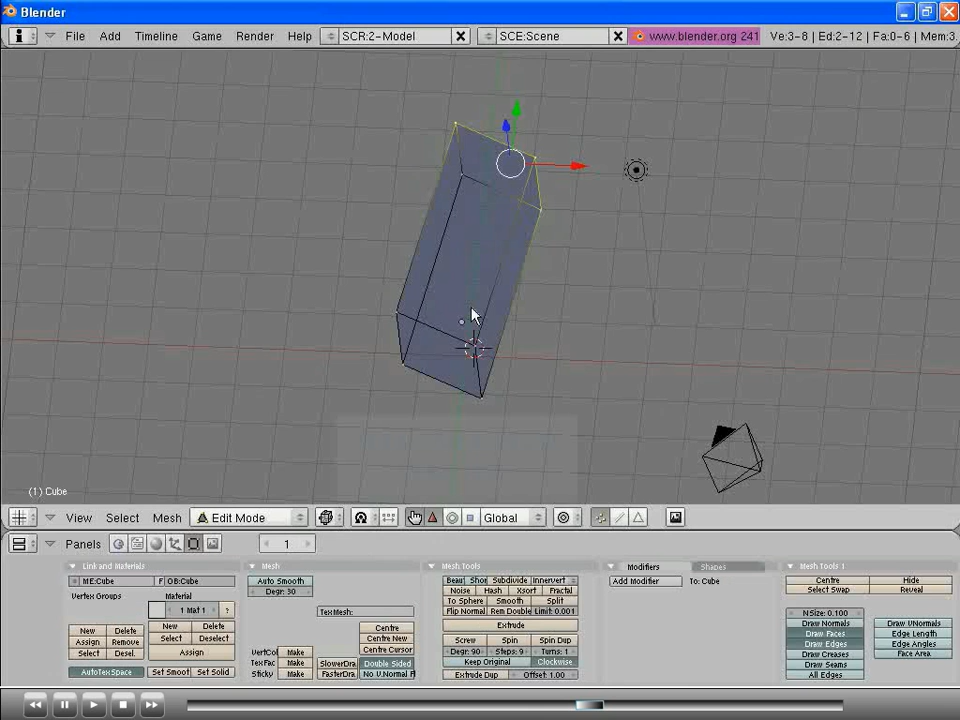 Blender
File Add Timeline Game Render Help SCR:2-Model SCE:Scene www.blender.org 241 Ve:3-8 | Ed:2-12 | Fa:0-6 | Mem:3.
(1) Cube
View Select Mesh Edit Mode Global
Panels 1
Link and Materials Mesh Mesh Tools Modifiers Shapes Mesh Tools 1
ME:Cube F OB:Cube Auto Smooth Beau Shor Subdivide Innervert Add Modifier To: Cube Centre Hide
Vertex Groups Material Degr: 30 Noise Hash Xsort Fractal Select Swap Reveal
1 Mat 1 ? To Sphere Smooth Split
TexMesh: Flip Normal Rem Double Limit: 0.001 NSize: 0.100
New Delete New Delete Centre Extrude Draw Normals Draw VNormals
Assign Remove Select Deselect Centre New Screw Spin Spin Dup Draw Faces Edge Length
Select Desel. Assign VertCol Make Centre Cursor Degr: 90 Steps: 9 Turns: 1 Draw Edges Edge Angles
TexFac Make SlowerDra Double Sided Keep Original Clockwise Draw Creases Face Area
AutoTexSpace Set Smoot Set Solid Sticky Make FasterDra No V.Normal Fl Extrude Dup Offset: 1.00 Draw Seams
All Edges